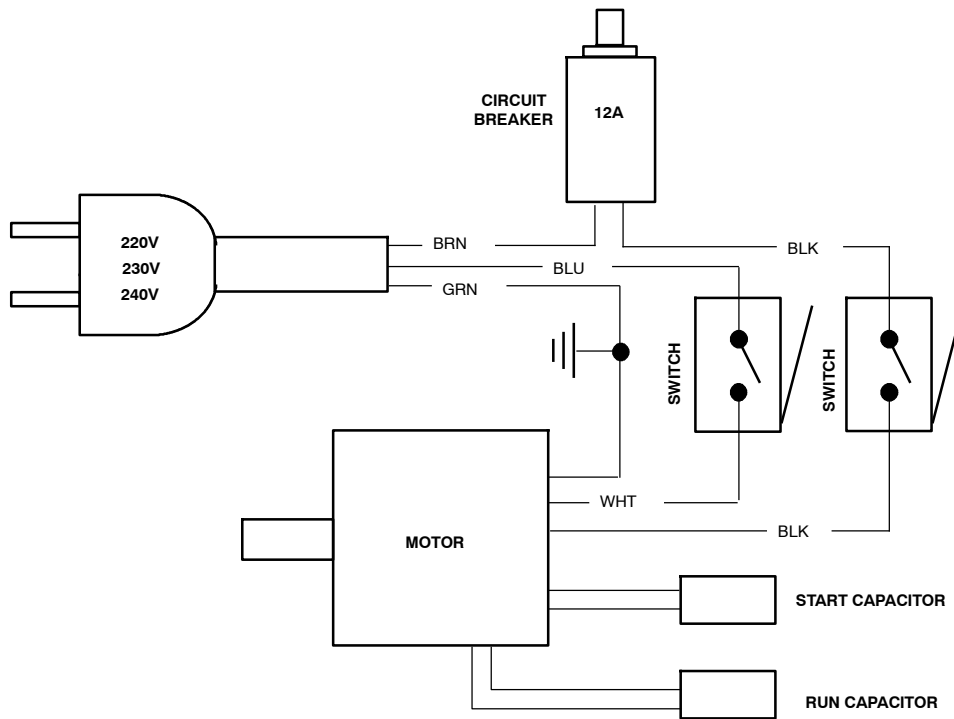 CIRCUIT
BREAKER
12A
220V
230V
240V
BRN
BLU
GRN
BLK
SWITCH
SWITCH
WHT
BLK
MOTOR
START CAPACITOR
RUN CAPACITOR